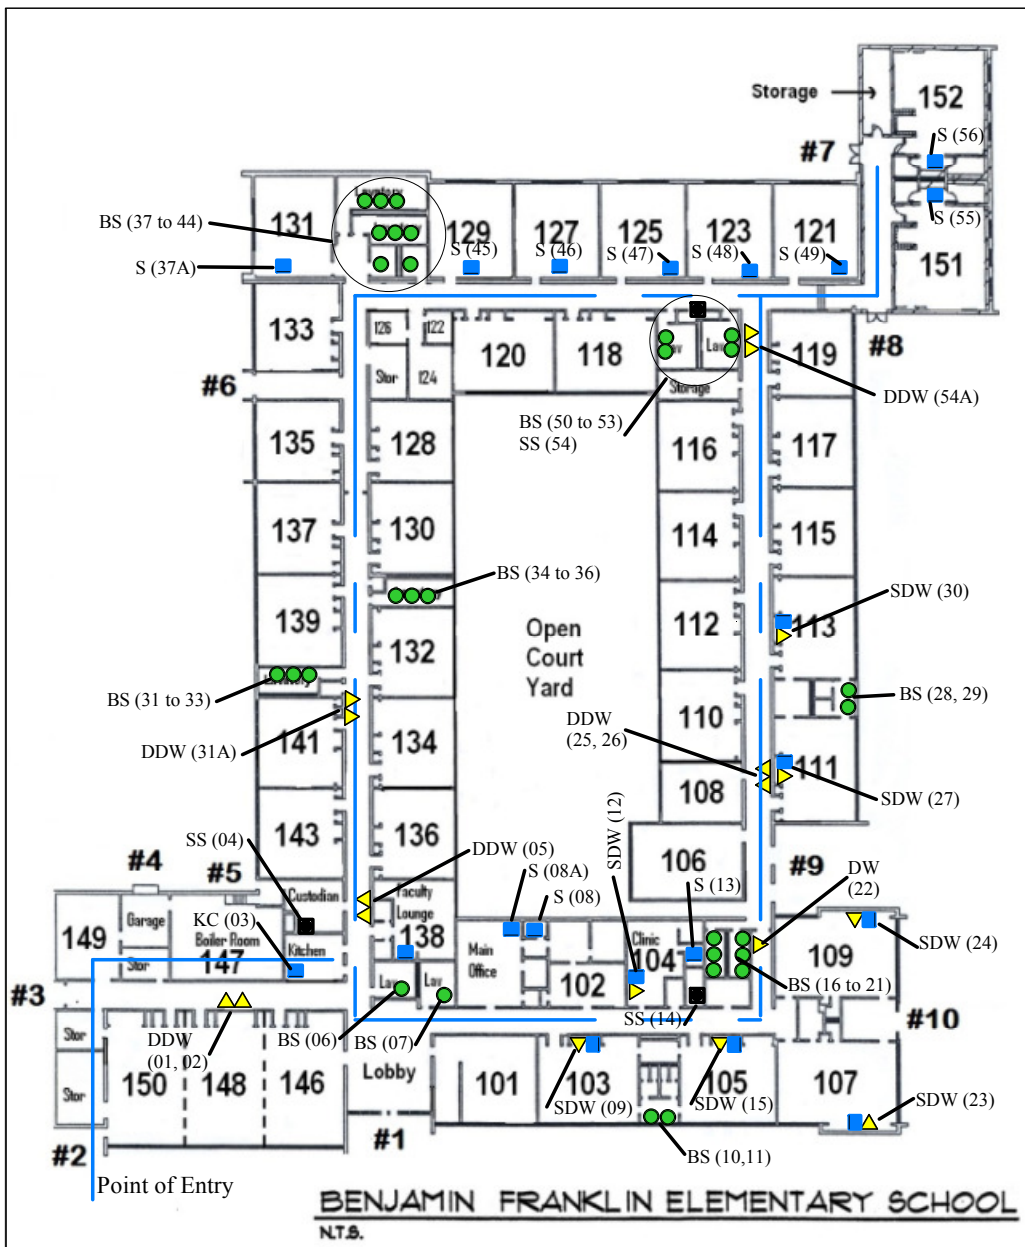 Storage
152
S (56)
#7
S (55)
151
BS (37 to 44)
131
Lavatory
129
127
125
123
121
S (37A)
S (45)
S (46)
S (47)
S (48)
S (49)
133
126
122
120
118
Lav
119
#8
#6
Stor
124
Storage
DDW (54A)
BS (50 to 53)
SS (54)
135
128
116
117
137
130
114
115
BS (34 to 36)
SDW (30)
139
132
Open
Court
Yard
112
113
BS (31 to 33)
BS (28, 29)
DDW (31A)
141
134
DDW
(25, 26)
110
111
108
SDW (27)
143
136
SDW (12)
106
SS (04)
DDW (05)
#9
#4
#5
S (08A)
S (08)
S (13)
DW
(22)
Custodian
Faculty
Lounge
KC (03)
149
Garage
Boiler Room
147
Kitchen
138
Main
Office
Clinic
104
109
SDW (24)
Stor
Lav
102
BS (16 to 21)
#3
#10
SS (14)
Stor
DDW
(01, 02)
BS (06)
BS (07)
150
148
146
Lobby
101
103
105
107
Stor
SDW (09)
SDW (15)
SDW (23)
#2
#1
BS (10,11)
Point of Entry
BENJAMIN FRANKLIN ELEMENTARY SCHOOL
N.T.S.